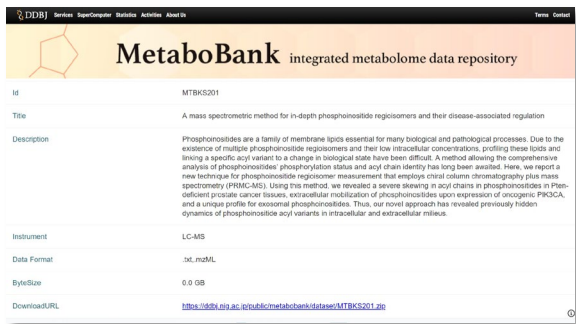 DDBJ Services SuperComputer Statistics Activities About Us Terms Contact
MetaboBank integrated metabolome data repository
Id MTBKS201
Title A mass spectrometric method for in-depth phosphoinositide regioisomers and their disease-associated regulation
Description Phosphoinositides are a family of membrane lipids essential for many biological and pathological processes. Due to the
existence of multiple phosphoinositide regioisomers and their low intracellular concentrations, profiling these lipids and
linking a specific acyl variant to a change in biological state have been difficult. A method allowing the comprehensive
analysis of phosphoinositides' phosphorylation status and acyl chain identity has long been awaited. Here, we report a
new technique for phosphoinositide regioisomer measurement that employs chiral column chromatography plus mass
spectrometry (PRMC-MS). Using this method, we revealed a severe skewing in acyl chains in phosphoinositides in Pten-
deficient prostate cancer tissues, extracellular mobilization of phosphoinositides upon expression of oncogenic PIK3CA,
and a unique profile for exosomal phosphoinositides. Thus, our novel approach has revealed previously hidden
dynamics of phosphoinositide acyl variants in intracellular and extracellular milieus.
Instrument LC-MS
Data Format .txt,.mzML
ByteSize 0.0 GB
DownloadURL https://ddbj.nig.ac.jp/public/metabobank/dataset/MTBKS201.zip